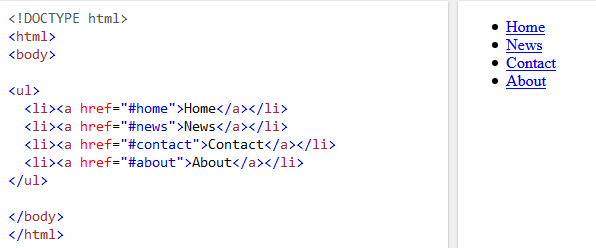 <!DOCTYPE html>
<html>
<body>

<ul>
  <li><a href="#home">Home</a></li>
  <li><a href="#news">News</a></li>
  <li><a href="#contact">Contact</a></li>
  <li><a href="#about">About</a></li>
</ul>

</body>
</html>
Home
News
Contact
About